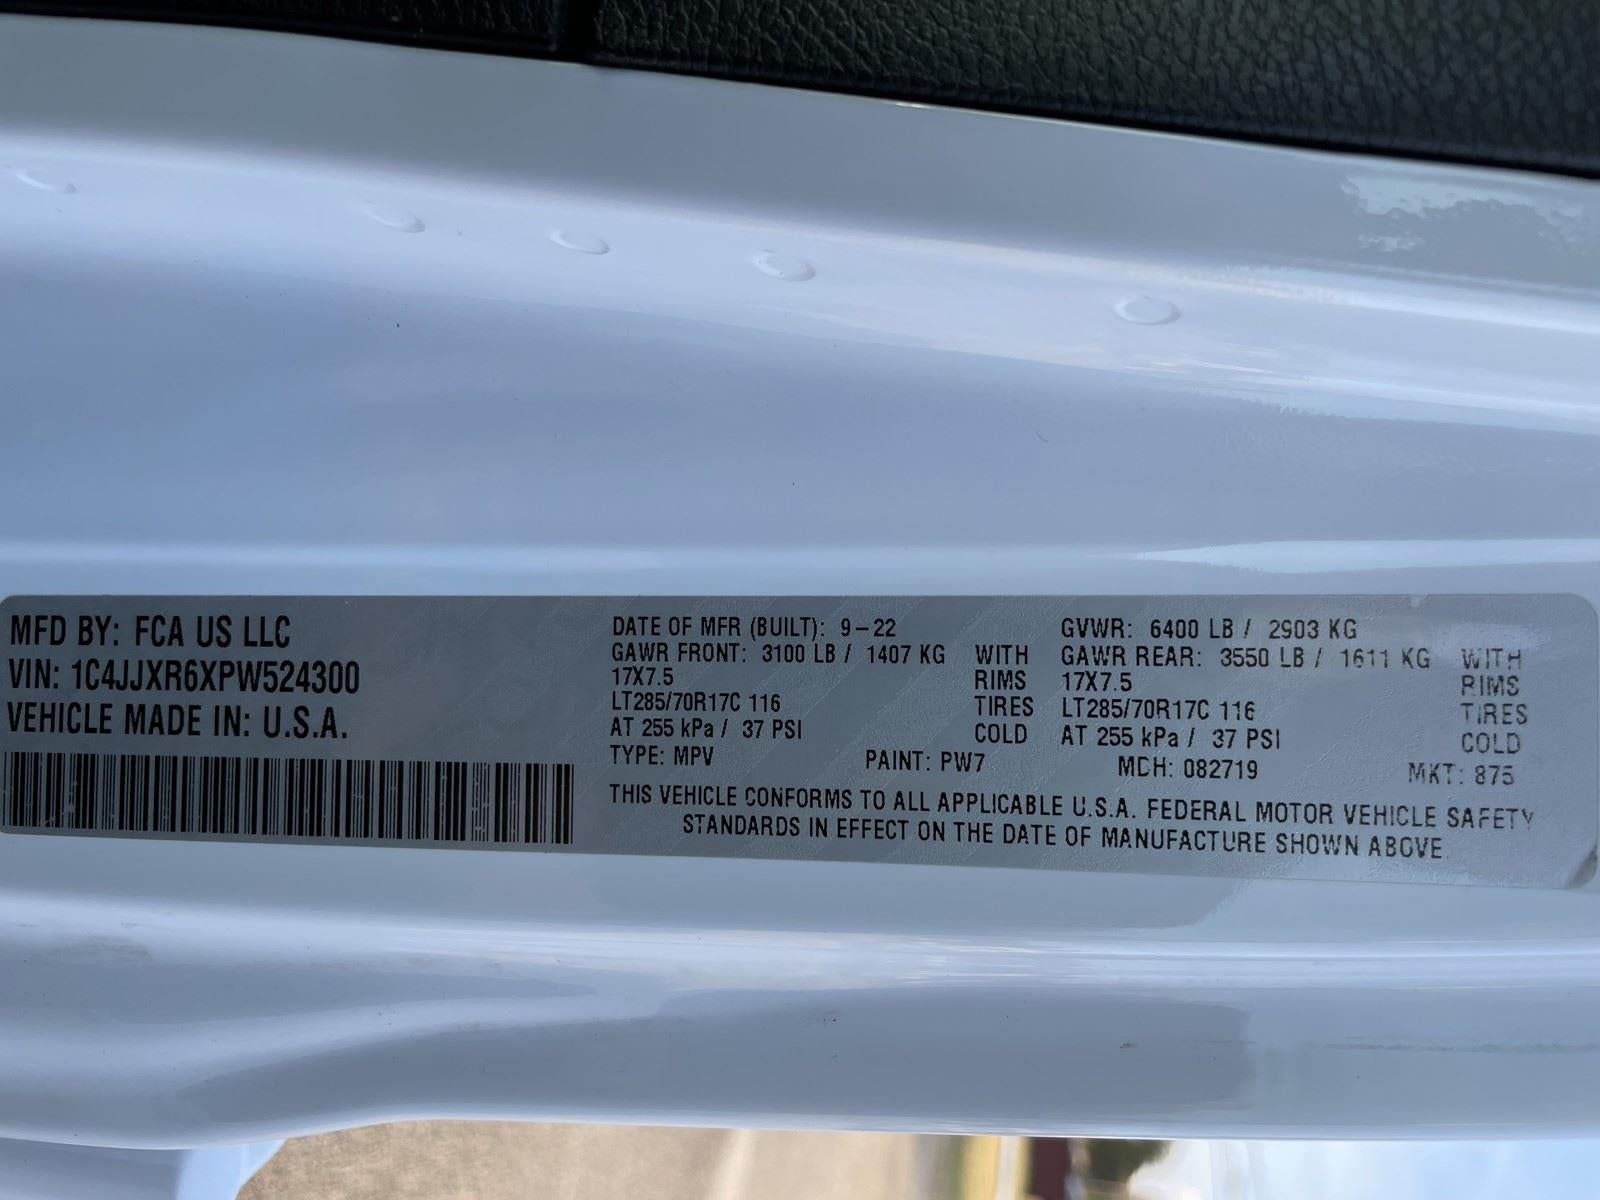 MFD BY: FCA US LLC
VIN: 1C4JJXR6XPW524300
VEHICLE MADE IN: U.S.A.
DATE OF MFR (BUILT): 9-22 GVWR: 6400 LB / 2903 KG
GAWR FRONT: 3100 LB / 1407 KG WITH GAWR REAR: 3550 LB / 1611 KG WITH
17X7.5 RIMS 17X7.5 RIMS
LT285/70R17C 116 TIRES LT285/70R17C 116 TIRES
AT 255 kPa / 37 PSI COLD AT 255 kPa / 37 PSI COLD
TYPE: MPV PAINT: PW7 MDH: 082719 MKT: 875
THIS VEHICLE CONFORMS TO ALL APPLICABLE U.S.A. FEDERAL MOTOR VEHICLE SAFETY
STANDARDS IN EFFECT ON THE DATE OF MANUFACTURE SHOWN ABOVE.